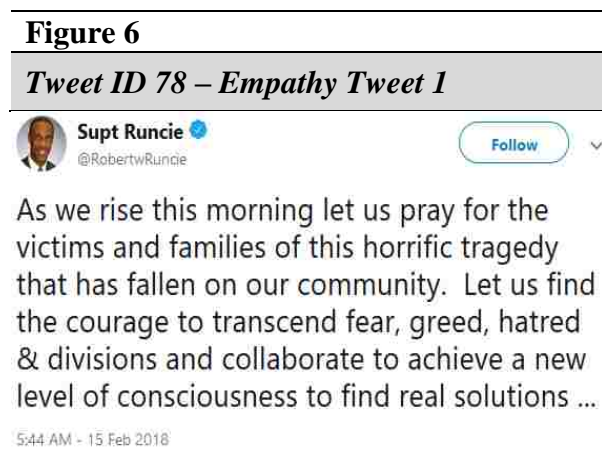 Figure 6
Tweet ID 78 – Empathy Tweet 1
Supt Runcie
@RobertwRuncie
Follow
As we rise this morning let us pray for the
victims and families of this horrific tragedy
that has fallen on our community.  Let us find
the courage to transcend fear, greed, hatred
& divisions and collaborate to achieve a new
level of consciousness to find real solutions ...
5:44 AM - 15 Feb 2018